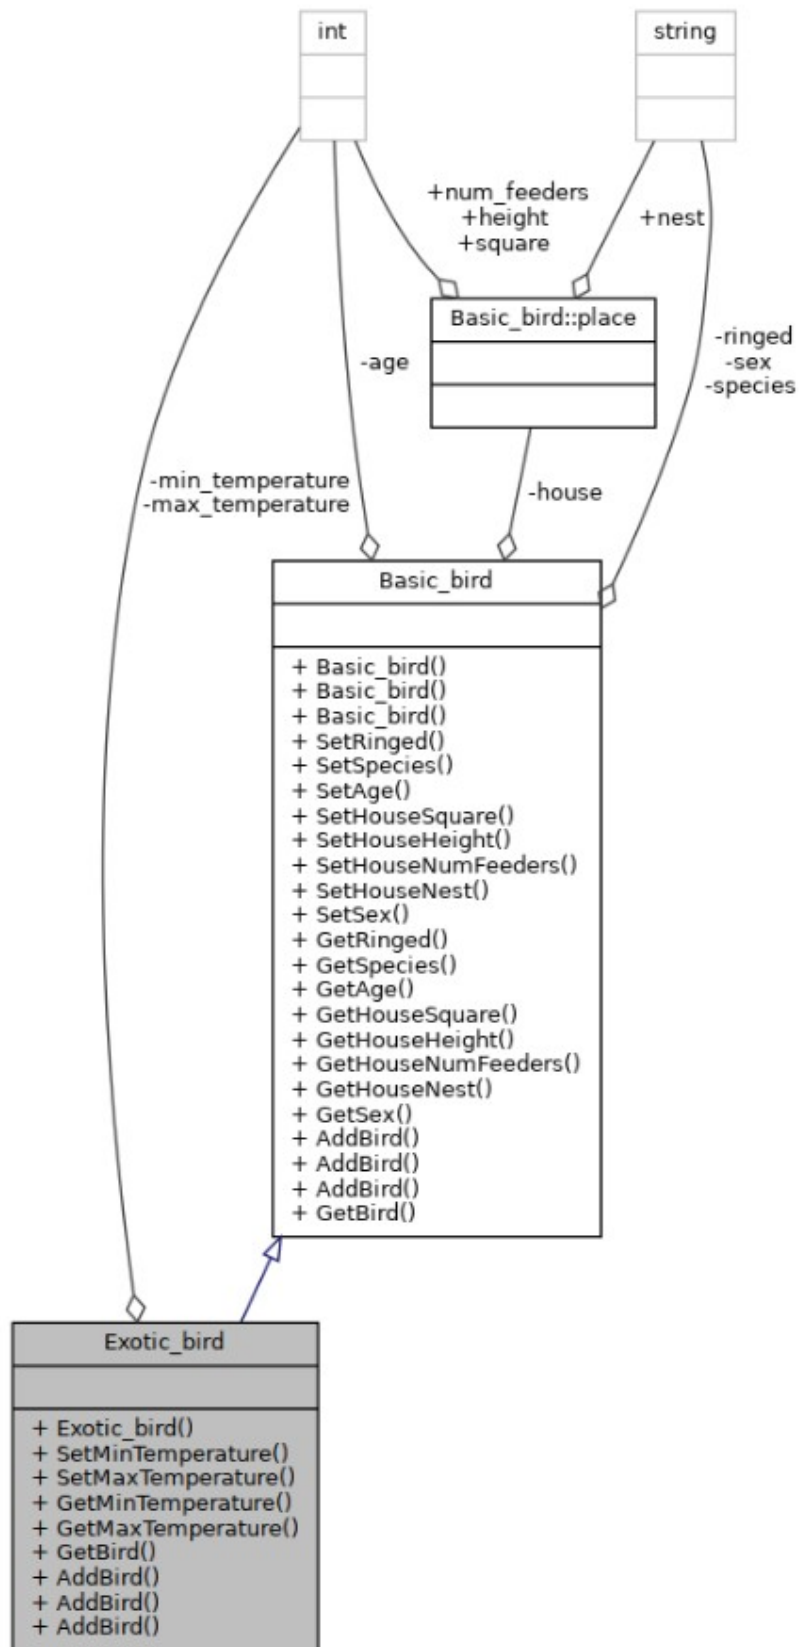 int
string
+num_feeders
+height
+square
+nest
Basic_bird::place
-ringed
-sex
-species
-age
-min_temperature
-max_temperature
-house
Basic_bird
+ Basic_bird()
+ Basic_bird()
+ Basic_bird()
+ SetRinged()
+ SetSpecies()
+ SetAge()
+ SetHouseSquare()
+ SetHouseHeight()
+ SetHouseNumFeeders()
+ SetHouseNest()
+ SetSex()
+ GetRinged()
+ GetSpecies()
+ GetAge()
+ GetHouseSquare()
+ GetHouseHeight()
+ GetHouseNumFeeders()
+ GetHouseNest()
+ GetSex()
+ AddBird()
+ AddBird()
+ AddBird()
+ GetBird()
Exotic_bird
+ Exotic_bird()
+ SetMinTemperature()
+ SetMaxTemperature()
+ GetMinTemperature()
+ GetMaxTemperature()
+ GetBird()
+ AddBird()
+ AddBird()
+ AddBird()